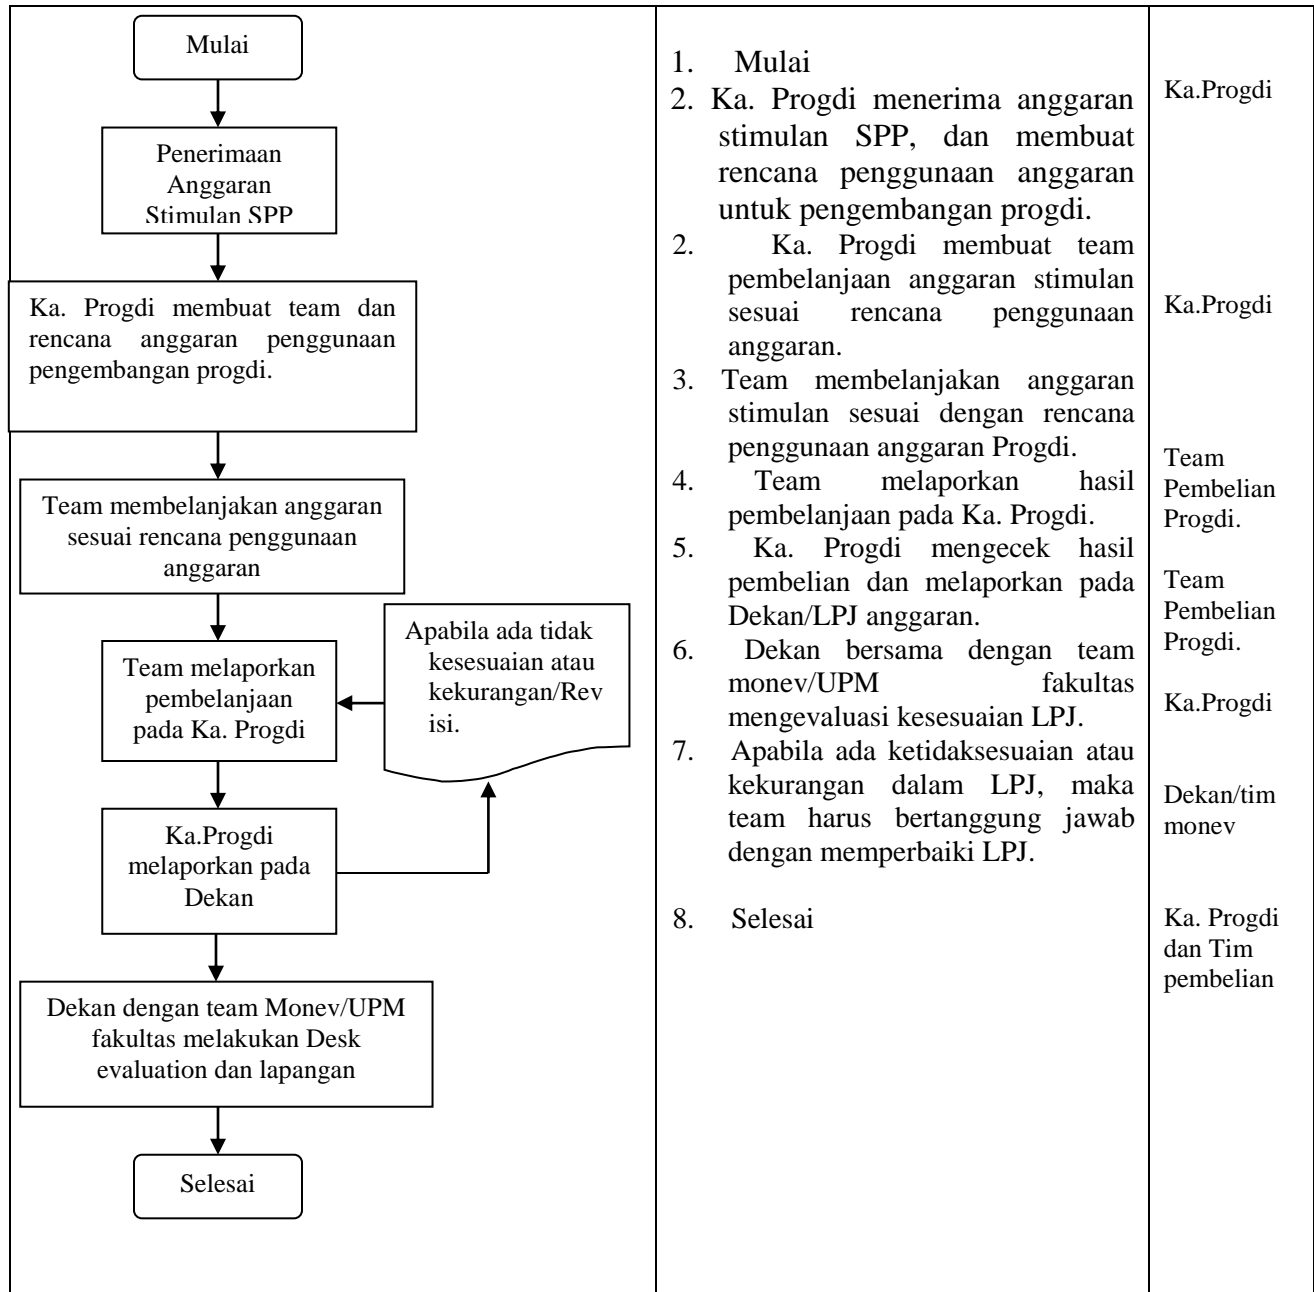 Mulai
Penerimaan
Anggaran
Stimulan SPP
Ka. Progdi membuat team dan
rencana anggaran penggunaan
pengembangan progdi.
Team membelanjakan anggaran
sesuai rencana penggunaan
anggaran
Team melaporkan
pembelanjaan
pada Ka. Progdi
Apabila ada tidak
kesesuaian atau
kekurangan/Rev
isi.
Ka.Progdi
melaporkan pada
Dekan
Dekan dengan team Monev/UPM
fakultas melakukan Desk
evaluation dan lapangan
Selesai
1. Mulai
2. Ka. Progdi menerima anggaran
stimulan SPP, dan membuat
rencana penggunaan anggaran
untuk pengembangan progdi.
2. Ka. Progdi membuat team
pembelanjaan anggaran stimulan
sesuai rencana penggunaan
anggaran.
3. Team membelanjakan anggaran
stimulan sesuai dengan rencana
penggunaan anggaran Progdi.
4. Team melaporkan hasil
pembelanjaan pada Ka. Progdi.
5. Ka. Progdi mengecek hasil
pembelian dan melaporkan pada
Dekan/LPJ anggaran.
6. Dekan bersama dengan team
monev/UPM fakultas
mengevaluasi kesesuaian LPJ.
7. Apabila ada ketidaksesuaian atau
kekurangan dalam LPJ, maka
team harus bertanggung jawab
dengan memperbaiki LPJ.
8. Selesai
Ka.Progdi
Ka.Progdi
Team
Pembelian
Progdi.
Team
Pembelian
Progdi.
Ka.Progdi
Dekan/tim
monev
Ka. Progdi
dan Tim
pembelian